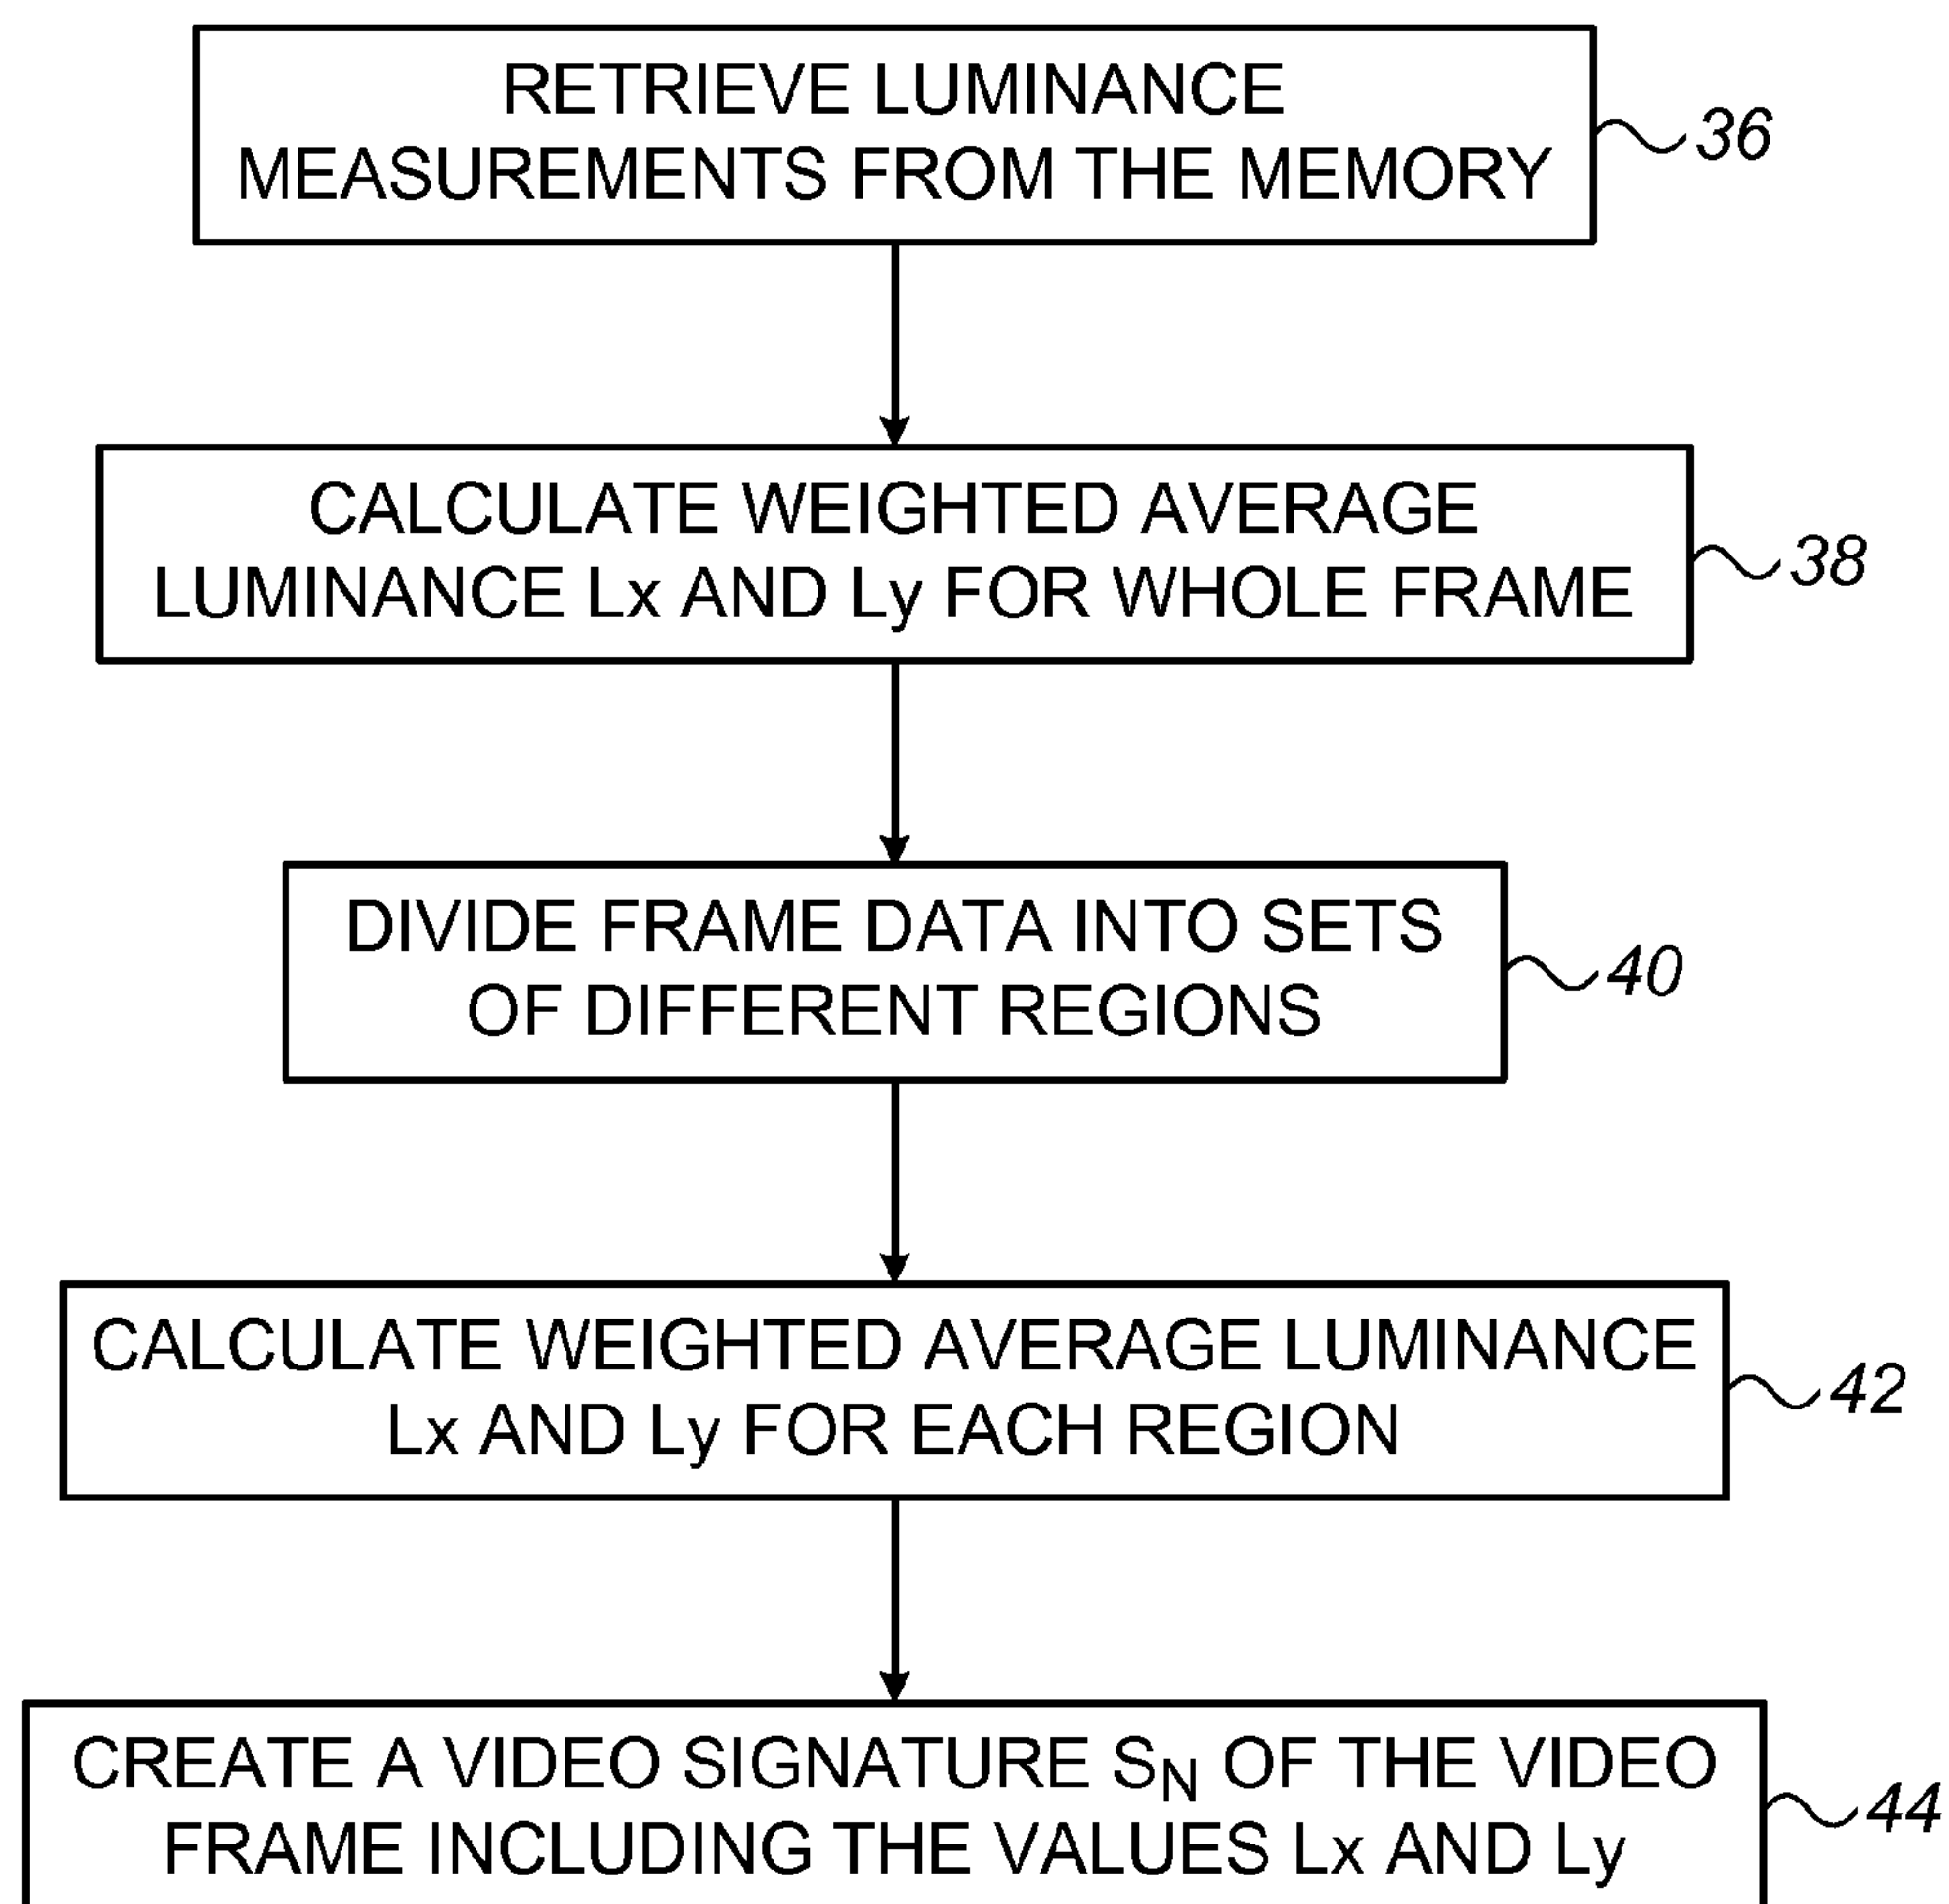 RETRIEVE LUMINANCE
MEASUREMENTS FROM THE MEMORY
36
CALCULATE WEIGHTED AVERAGE
LUMINANCE Lx AND Ly FOR WHOLE FRAME
38
DIVIDE FRAME DATA INTO SETS
OF DIFFERENT REGIONS
40
CALCULATE WEIGHTED AVERAGE LUMINANCE
Lx AND Ly FOR EACH REGION
42
CREATE A VIDEO SIGNATURE SN OF THE VIDEO
FRAME INCLUDING THE VALUES Lx AND Ly
44